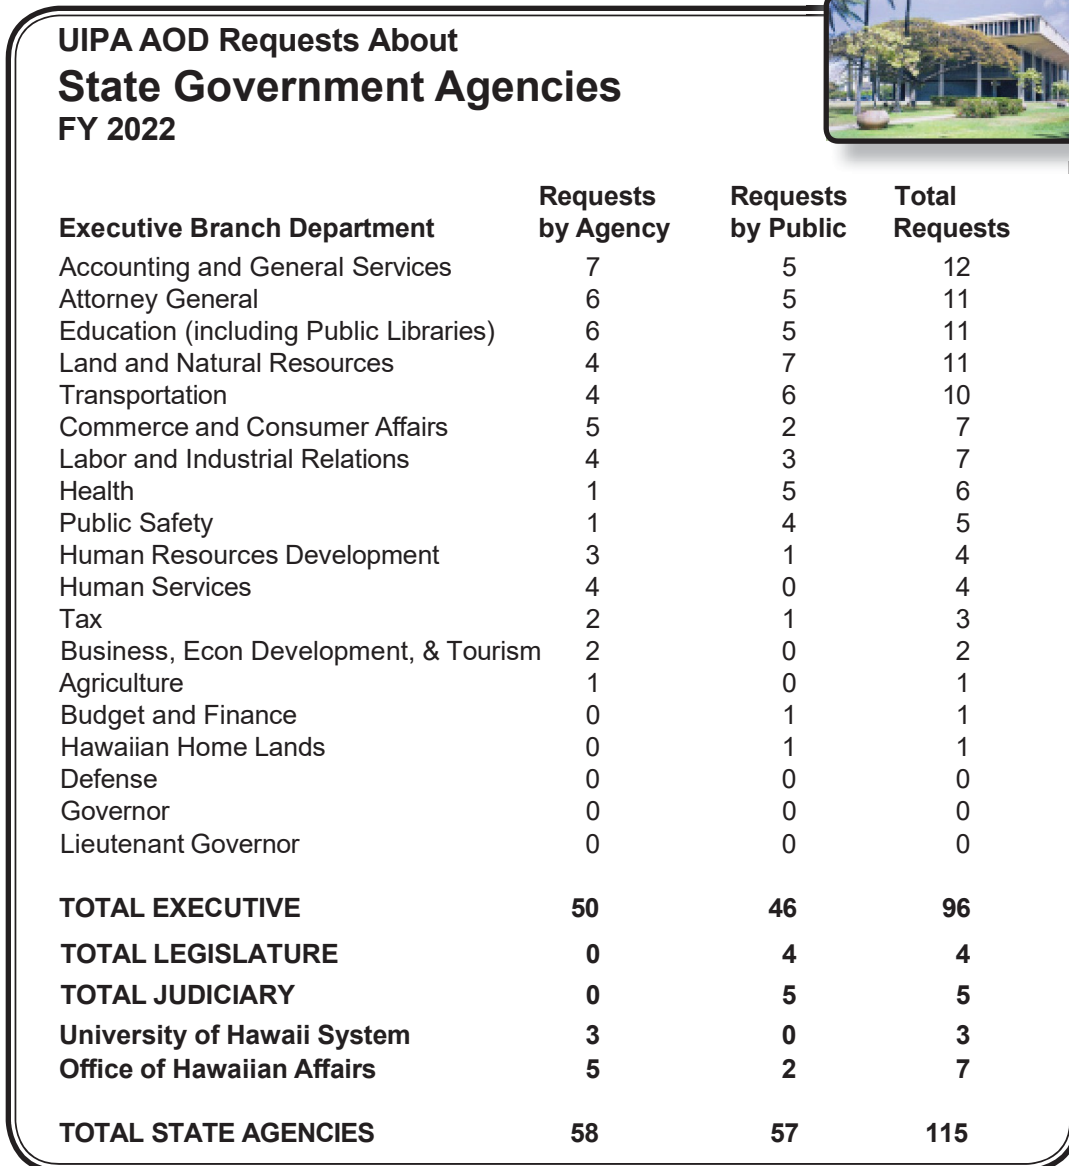 UIPA AOD Requests About
State Government Agencies
FY 2022
Requests Requests Total
Executive Branch Department by Agency by Public Requests
Accounting and General Services 7 5 12
Attorney General 6 5 11
Education (including Public Libraries) 6 5 11
Land and Natural Resources 4 7 11
Transportation 4 6 10
Commerce and Consumer Affairs 5 2 7
Labor and Industrial Relations 4 3 7
Health 1 5 6
Public Safety 1 4 5
Human Resources Development 3 1 4
Human Services 4 0 4
Tax 2 1 3
Business, Econ Development, & Tourism 2 0 2
Agriculture 1 0 1
Budget and Finance 0 1 1
Hawaiian Home Lands 0 1 1
Defense 0 0 0
Governor 0 0 0
Lieutenant Governor 0 0 0
TOTAL EXECUTIVE 50 46 96
TOTAL LEGISLATURE 0 4 4
TOTAL JUDICIARY 0 5 5
University of Hawaii System 3 0 3
Office of Hawaiian Affairs 5 2 7
TOTAL STATE AGENCIES 58 57 115